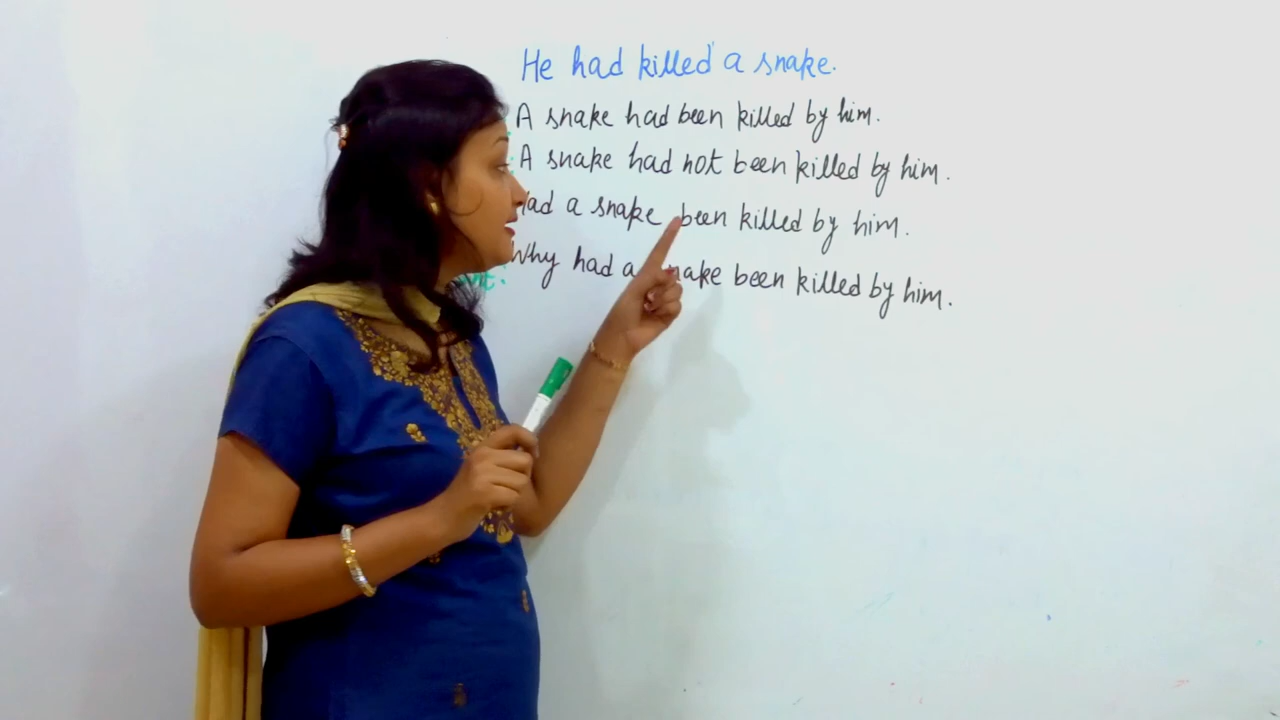 He had killed a snake.
A snake had been killed by him.
A snake had not been killed by him.
Had a snake been killed by him.
Why had a snake been killed by him.